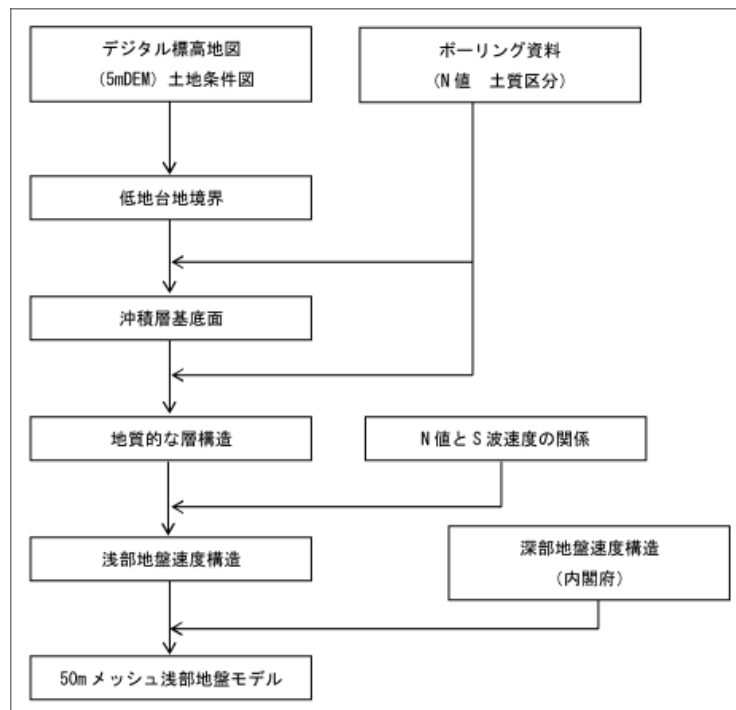 デジタル標高地図
(5mDEM) 土地条件図
ボーリング資料
(N値　土質区分)
低地台地境界
沖積層基底面
地質的な層構造
N値とS波速度の関係
浅部地盤速度構造
深部地盤速度構造
(内閣府)
50mメッシュ浅部地盤モデル